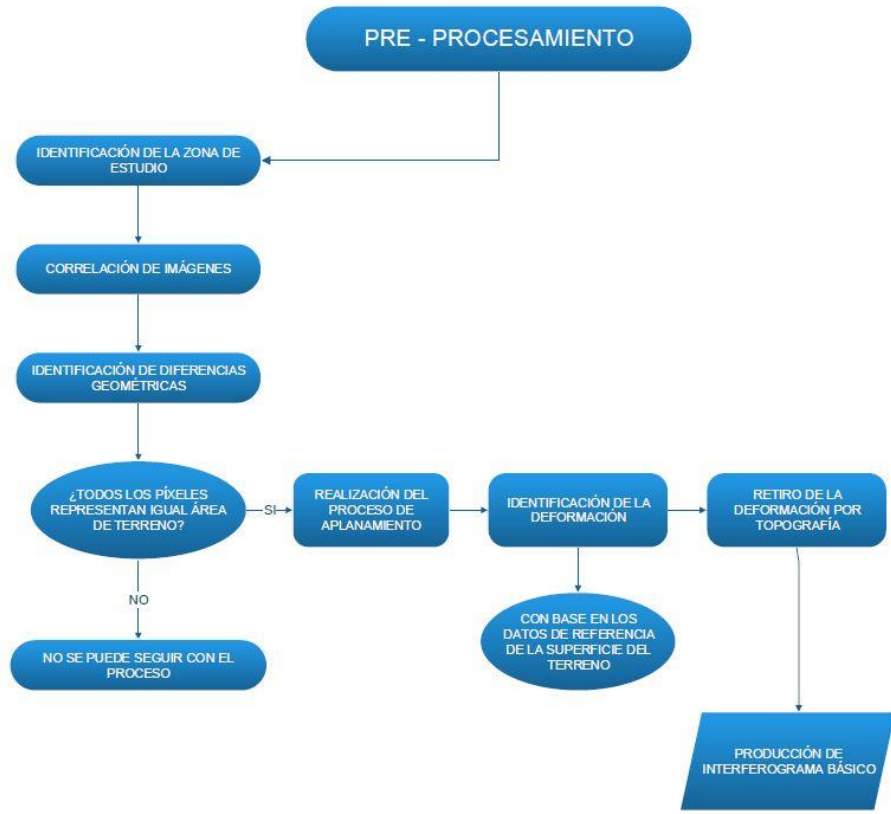 PRE - PROCESAMIENTO
IDENTIFICACIÓN DE LA ZONA DE
ESTUDIO
CORRELACIÓN DE IMÁGENES
IDENTIFICACIÓN DE DIFERENCIAS
GEOMÉTRICAS
¿TODOS LOS PÍXELES
REPRESENTAN IGUAL ÁREA
DE TERRENO?
SI
REALIZACIÓN DEL
PROCESO DE
APLANAMIENTO
IDENTIFICACIÓN DE LA
DEFORMACIÓN
RETIRO DE LA
DEFORMACIÓN POR
TOPOGRAFÍA
NO
NO SE PUEDE SEGUIR CON EL
PROCESO
CON BASE EN LOS
DATOS DE REFERENCIA
DE LA SUPERFICIE DEL
TERRENO
PRODUCCIÓN DE
INTERFEROGRAMA BÁSICO